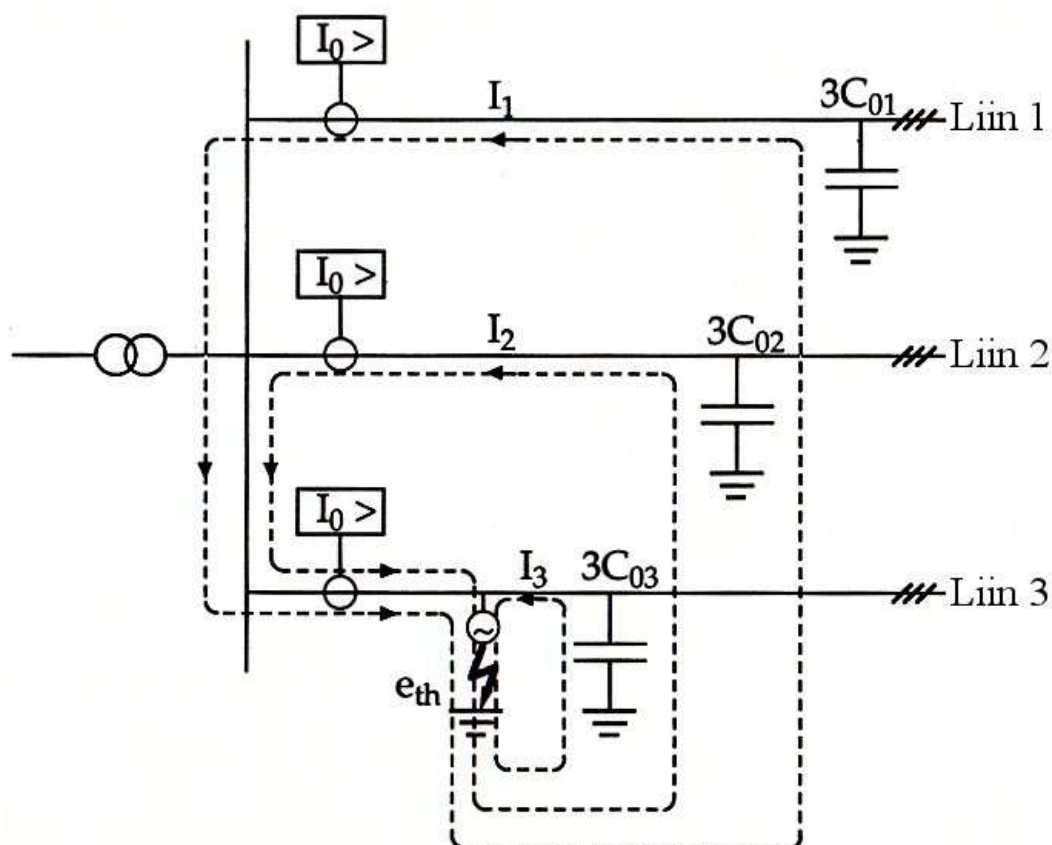 I₀ >
I₁
3C₀₁
Liin 1
I₀ >
I₂
3C₀₂
Liin 2
I₀ >
I₃
3C₀₃
Liin 3
~
eth